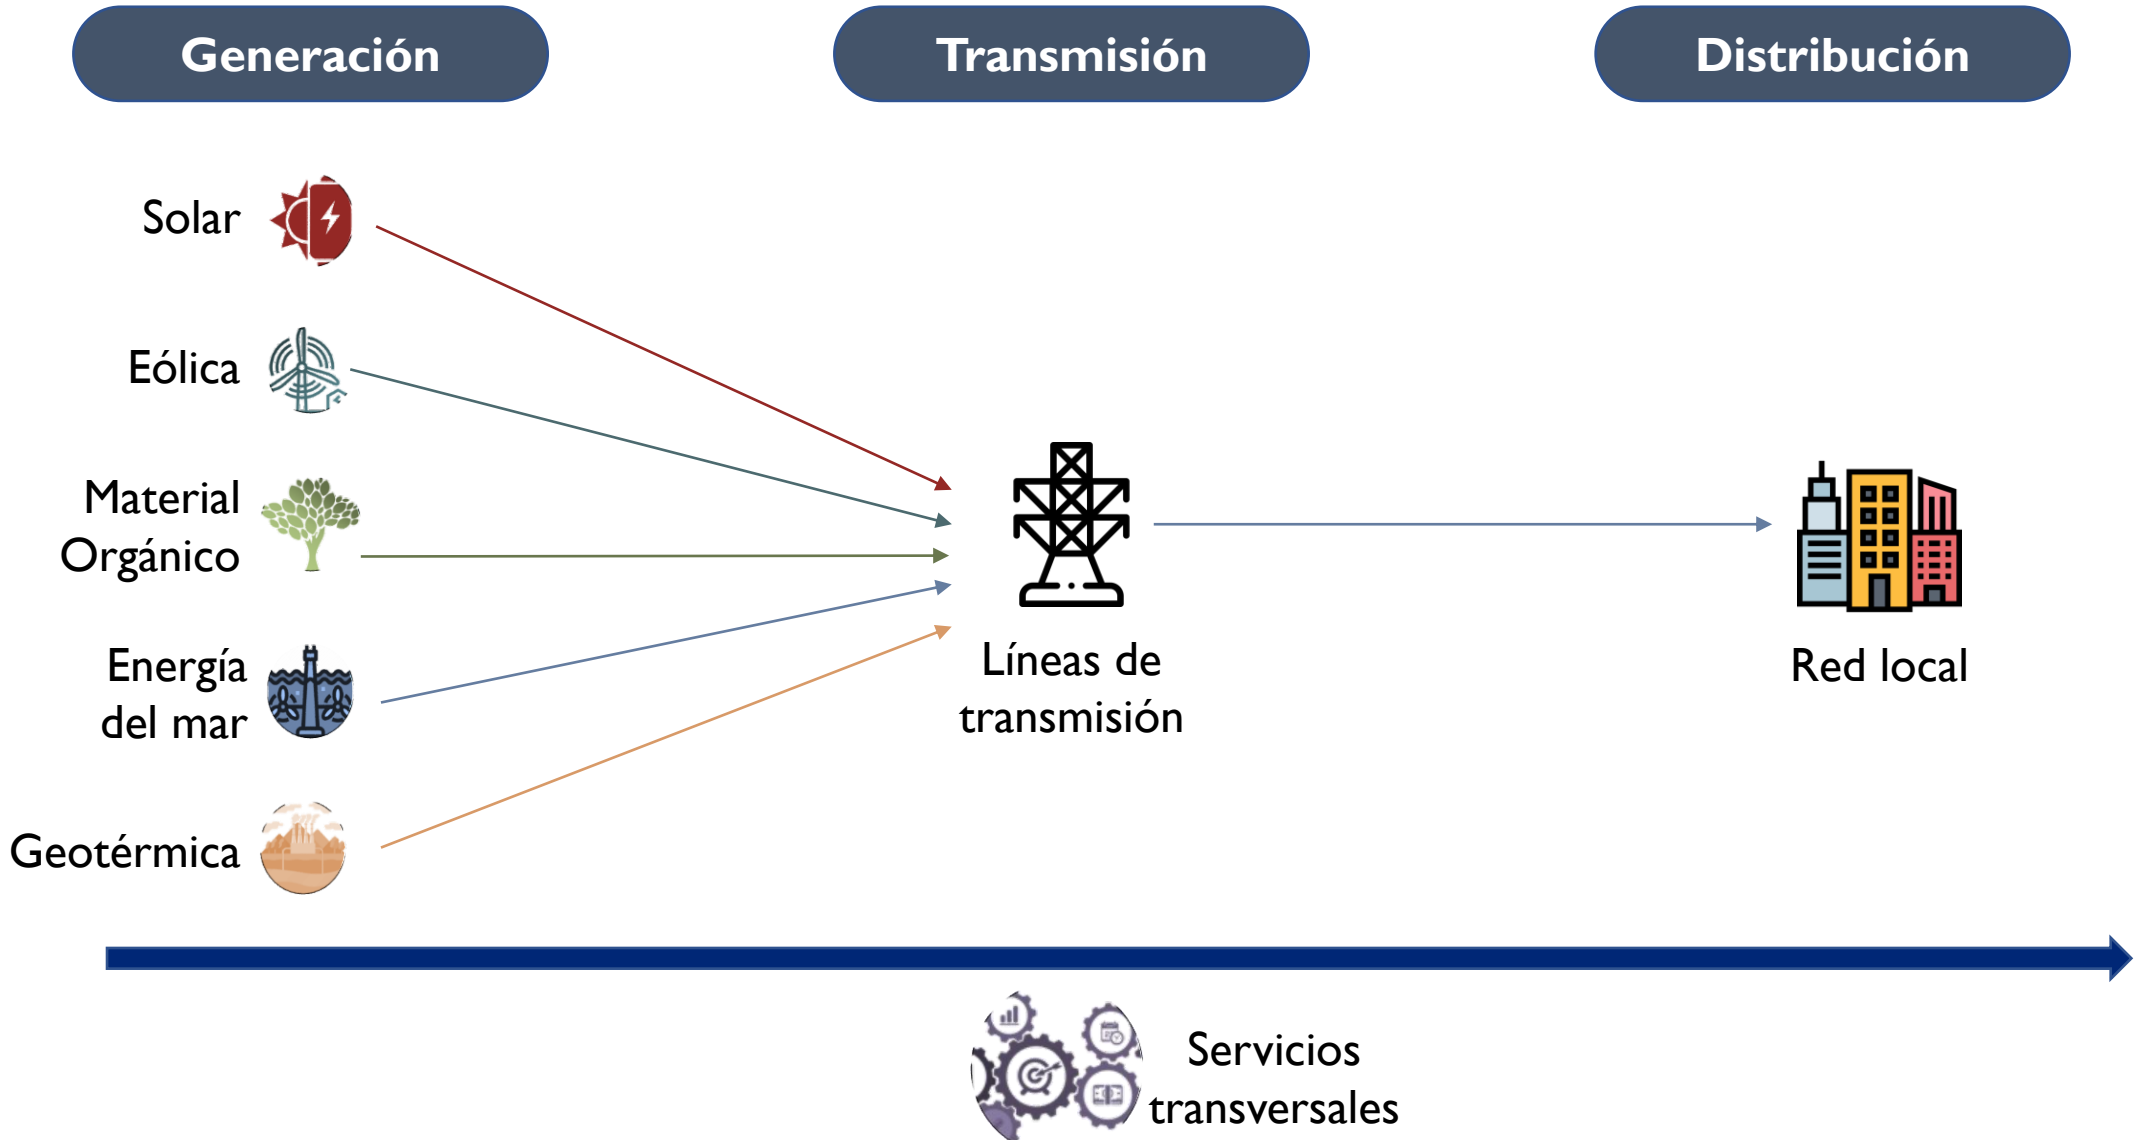 Generación
Transmisión
Distribución
Solar
Eólica
Material
Orgánico
Energía
del mar
Geotérmica
Líneas de
transmisión
Red local
Servicios
transversales